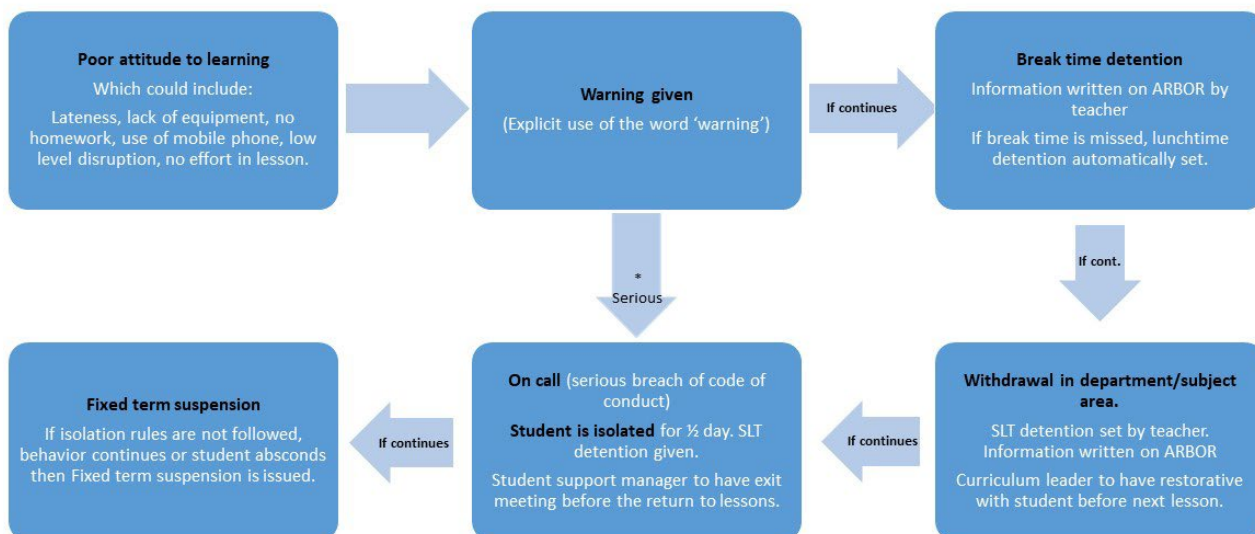 Poor attitude to learning
Which could include:
Lateness, lack of equipment, no
homework, use of mobile phone, low
level disruption, no effort in lesson.
Warning given
(Explicit use of the word ‘warning’)
If continues
Break time detention
Information written on ARBOR by
teacher
If break time is missed, lunchtime
detention automatically set.
If cont.
*
Serious
Fixed term suspension
If isolation rules are not followed,
behavior continues or student absconds
then Fixed term suspension is issued.
If continues
On call (serious breach of code of
conduct)
Student is isolated for ½ day. SLT
detention given.
Student support manager to have exit
meeting before the return to lessons.
If continues
Withdrawal in department/subject
area.
SLT detention set by teacher.
Information written on ARBOR
Curriculum leader to have restorative
with student before next lesson.